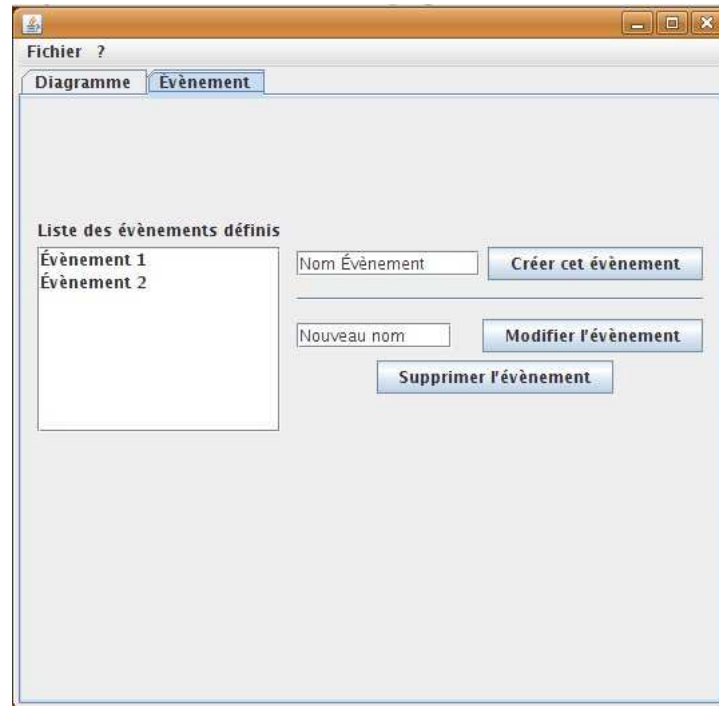 Fichier ?
Diagramme Évènement
Liste des évènements définis
Évènement 1
Évènement 2
Nom Évènement Créer cet évènement
Nouveau nom Modifier l'évènement
Supprimer l'évènement